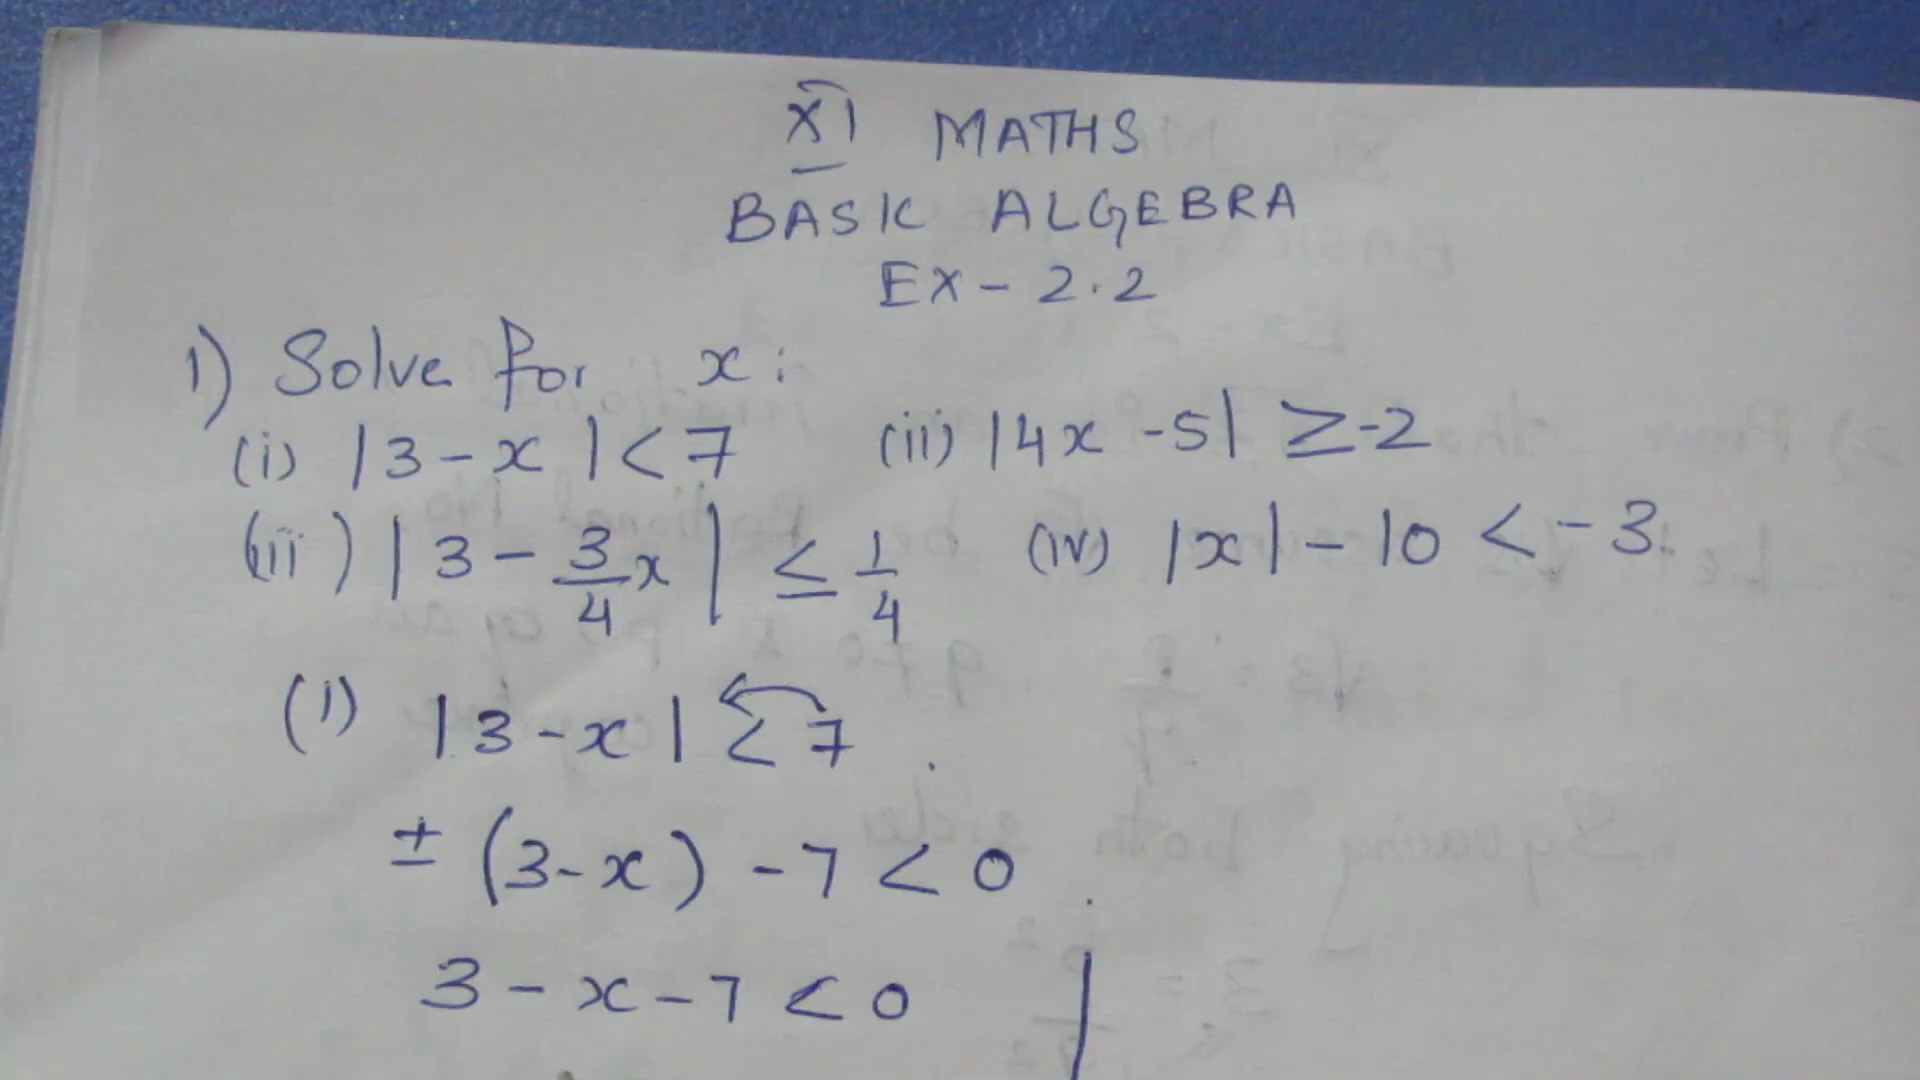 XI MATHS
BASIC ALGEBRA
EX - 2.2
1) Solve for x :
(i) |3 - x| < 7 (ii) |4x - 5| ≥ -2
(iii) |3 - 3/4 x| ≤ 1/4 (iv) |x| - 10 < -3
(i) |3 - x| < 7
± (3 - x) - 7 < 0
3 - x - 7 < 0